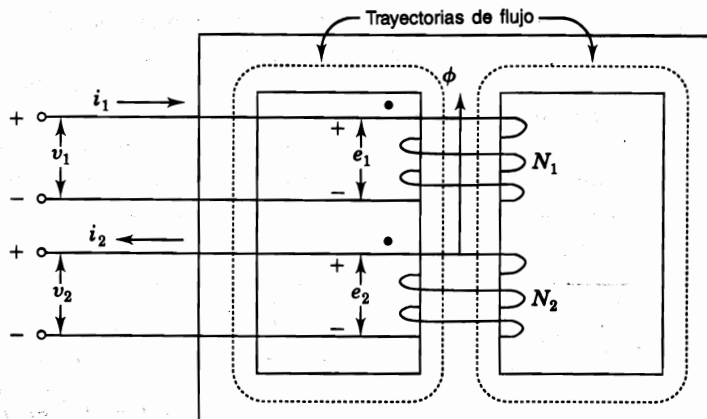 Trayectorias de flujo
ϕ
i₁
+ + 
v₁ e₁ N₁
− −
i₂
+ +
v₂ e₂ N₂
− −